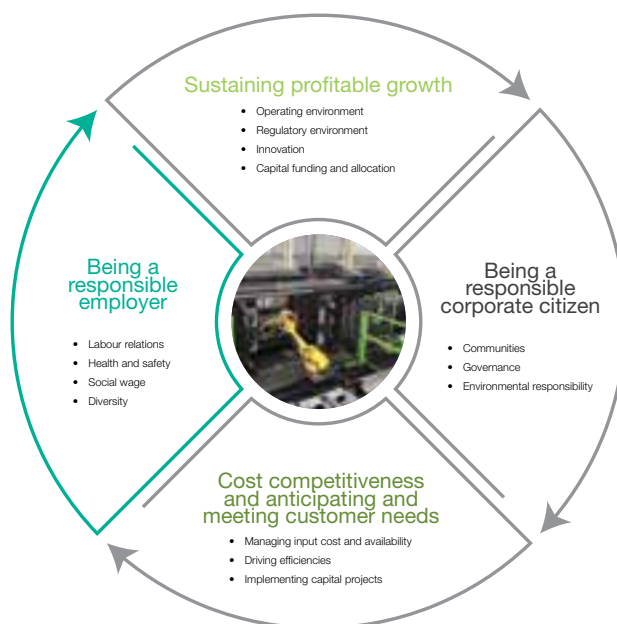 Sustaining profitable growth
• Operating environment
• Regulatory environment
• Innovation
• Capital funding and allocation
Being a
responsible
employer
• Labour relations
• Health and safety
• Social wage
• Diversity
Being a
responsible
corporate citizen
• Communities
• Governance
• Environmental responsibility
Cost competitiveness
and anticipating and
meeting customer needs
• Managing input cost and availability
• Driving efficiencies
• Implementing capital projects